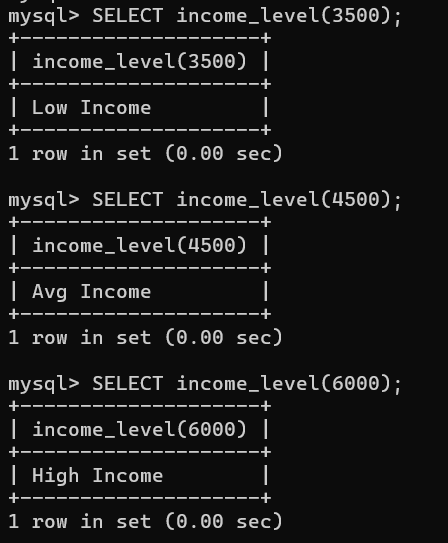 mysql> SELECT income_level(3500);
+--------------------+
| income_level(3500) |
+--------------------+
| Low Income         |
+--------------------+
1 row in set (0.00 sec)

mysql> SELECT income_level(4500);
+--------------------+
| income_level(4500) |
+--------------------+
| Avg Income         |
+--------------------+
1 row in set (0.00 sec)

mysql> SELECT income_level(6000);
+--------------------+
| income_level(6000) |
+--------------------+
| High Income        |
+--------------------+
1 row in set (0.00 sec)